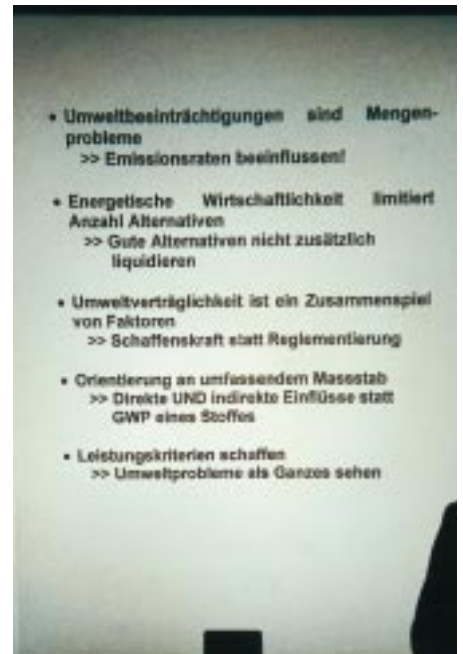 • Umweltbeeinträchtigungen sind Mengen-
probleme
>> Emissionsraten beeinflussen!
• Energetische Wirtschaftlichkeit limitiert
Anzahl Alternativen
>> Gute Alternativen nicht zusätzlich
liquidieren
• Umweltverträglichkeit ist ein Zusammenspiel
von Faktoren
>> Schaffenskraft statt Reglementierung
• Orientierung an umfassendem Massstab
>> Direkte UND indirekte Einflüsse statt
GWP eines Stoffes
• Leistungskriterien schaffen
>> Umweltprobleme als Ganzes sehen